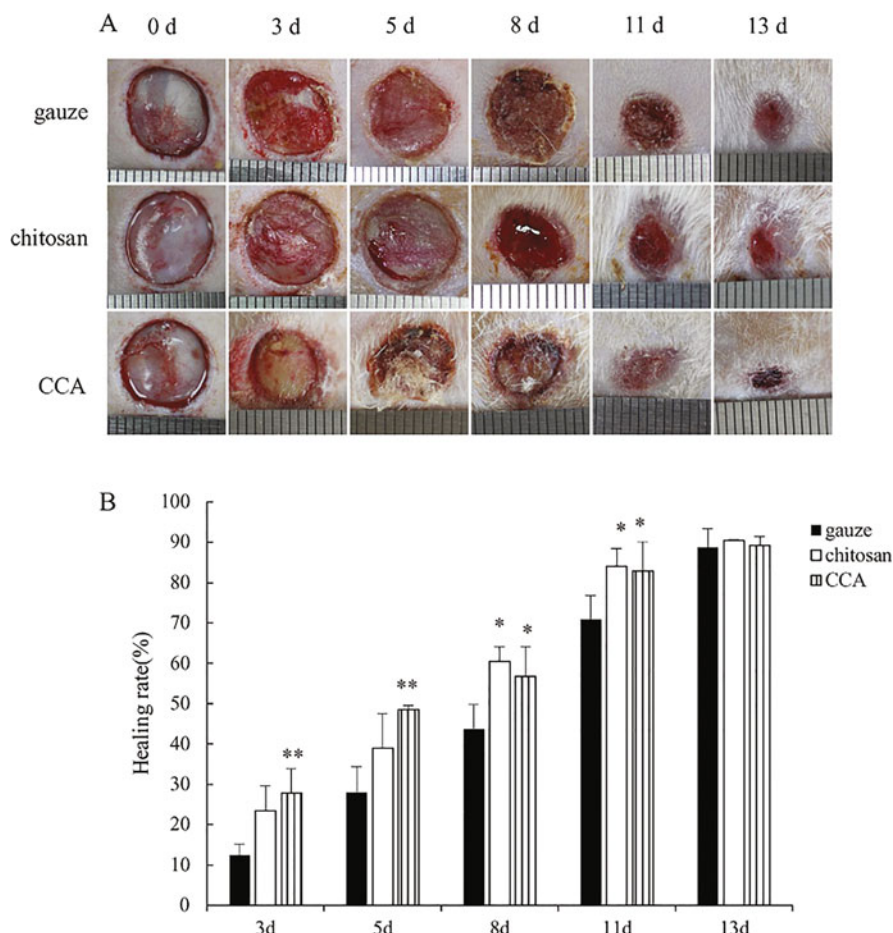 A
0 d 3 d 5 d 8 d 11 d 13 d
gauze
chitosan
CCA
B
Healing rate(%)
100
90
80
70
60
50
40
30
20
10
0
**
**
* *
* *
gauze
chitosan
CCA
3d 5d 8d 11d 13d